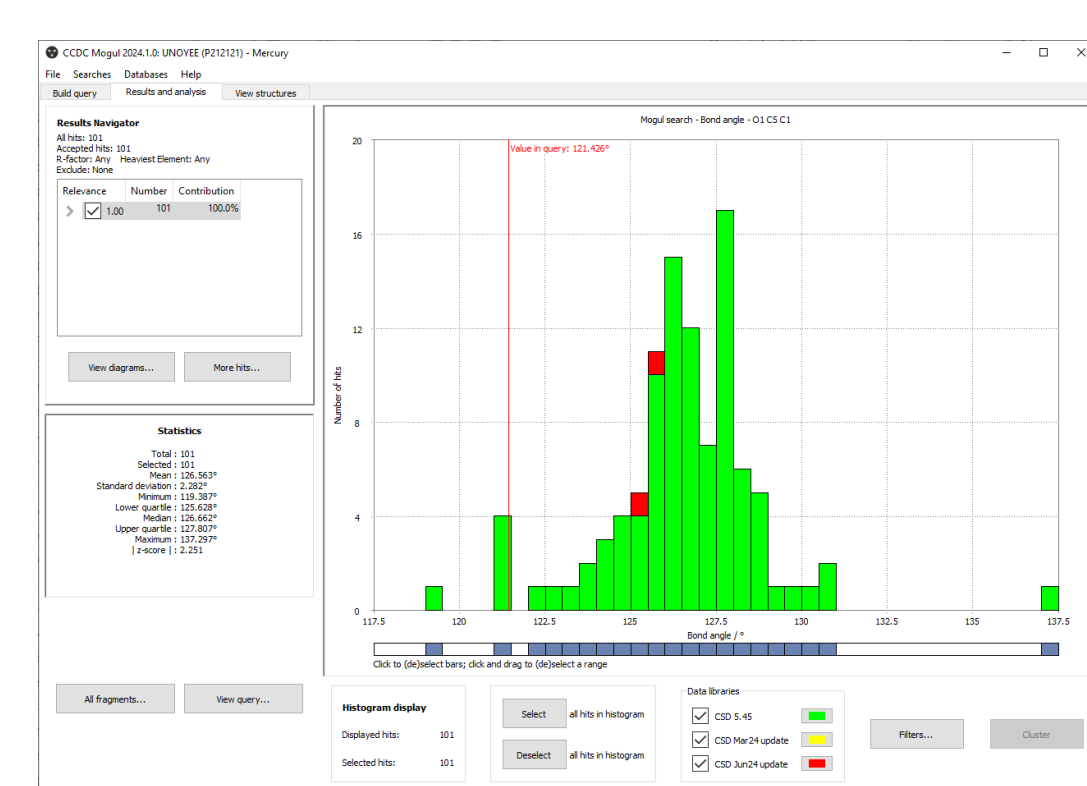 CCDC Mogul 2024.1.0: UNOYEE (P212121) - Mercury
File Searches Databases Help
Build query Results and analysis View structures
Results Navigator
All hits: 101
Accepted hits: 101
R-factor: Any Heaviest Element: Any
Exclude: None
Relevance Number Contribution
1.00 101 100.0%
View diagrams... More hits...
Statistics
Total : 101
Selected : 101
Mean : 126.563°
Standard deviation : 2.282°
Minimum : 119.387°
Lower quartile : 125.628°
Median : 126.662°
Upper quartile : 127.807°
Maximum : 137.297°
| z-score | : 2.251
All fragments... View query...
Mogul search - Bond angle - O1 C5 C1
Value in query: 121.426°
Number of hits
20
16
12
8
4
0
117.5 120 122.5 125 127.5 130 132.5 135 137.5
Bond angle / °
Click to (de)select bars; click and drag to (de)select a range
Histogram display
Displayed hits: 101
Selected hits: 101
Select all hits in histogram
Deselect all hits in histogram
Data libraries
CSD 5.45
CSD Mar24 update
CSD Jun24 update
Filters...
Cluster